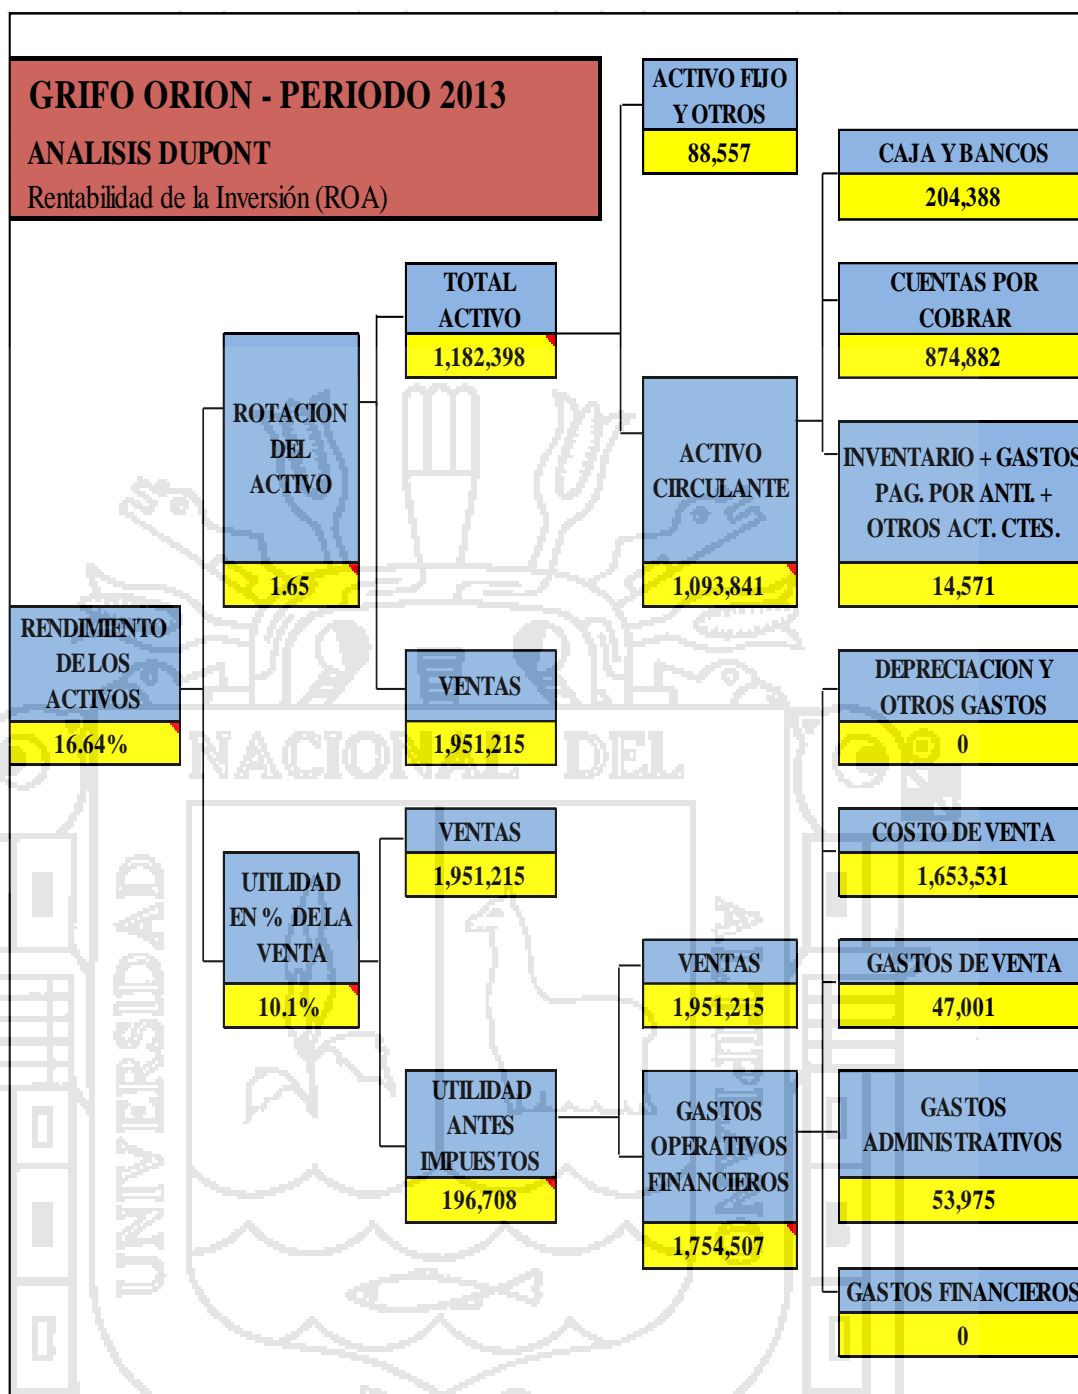 GRIFO ORION - PERIODO 2013
ANALISIS DUPONT
Rentabilidad de la Inversión (ROA)
ACTIVO FIJO
Y OTROS
88,557
CAJA Y BANCOS
204,388
TOTAL
ACTIVO
1,182,398
CUENTAS POR
COBRAR
874,882
ROTACION
DEL
ACTIVO
1.65
ACTIVO
CIRCULANTE
1,093,841
INVENTARIO + GASTOS
PAG. POR ANTI. +
OTROS ACT. CTES.
14,571
RENDIMIENTO
DE LOS
ACTIVOS
16.64%
VENTAS
1,951,215
DEPRECIACION Y
OTROS GASTOS
0
VENTAS
1,951,215
COSTO DE VENTA
1,653,531
UTILIDAD
EN % DE LA
VENTA
10.1%
VENTAS
1,951,215
GASTOS DE VENTA
47,001
UTILIDAD
ANTES
IMPUESTOS
196,708
GASTOS
OPERATIVOS
FINANCIEROS
1,754,507
GASTOS
ADMINISTRATIVOS
53,975
GASTOS FINANCIEROS
0
UNIVERSIDAD
NACIONAL DEL
ALTIPLANO